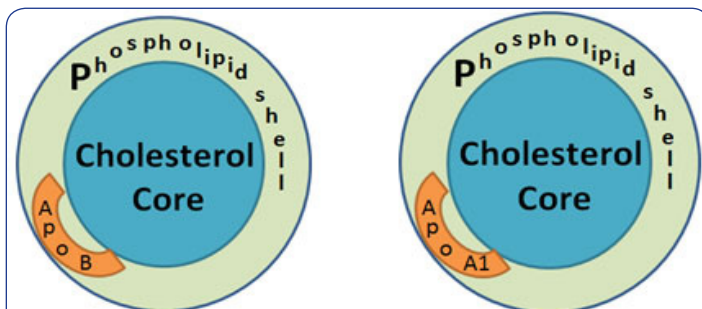 Phospholipid shell
Cholesterol
Core
Apo B
Phospholipid shell
Cholesterol
Core
Apo A1